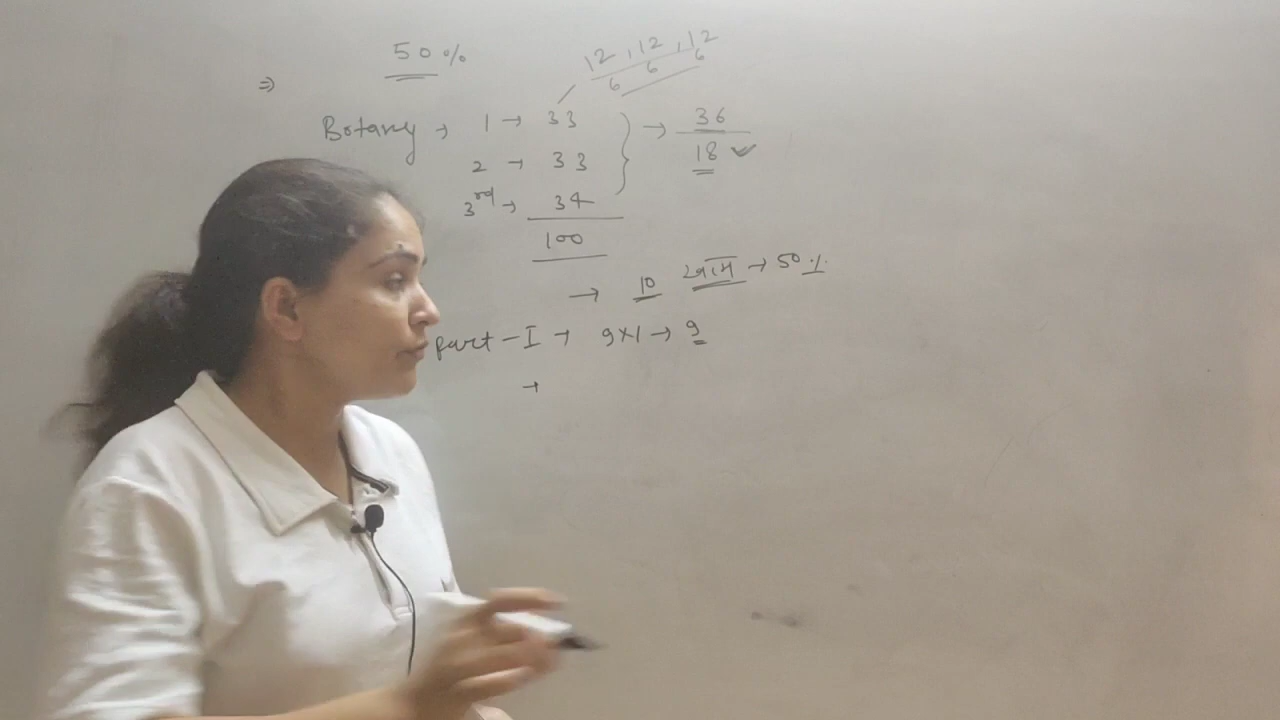 50%
⇒
12, 12, 12
6 6 6
Botany → 1 → 33 } → 36
2 → 33 18 ✓
3rd → 34
100
→ 10 → 50%
part-I → 9×1 → 9
→